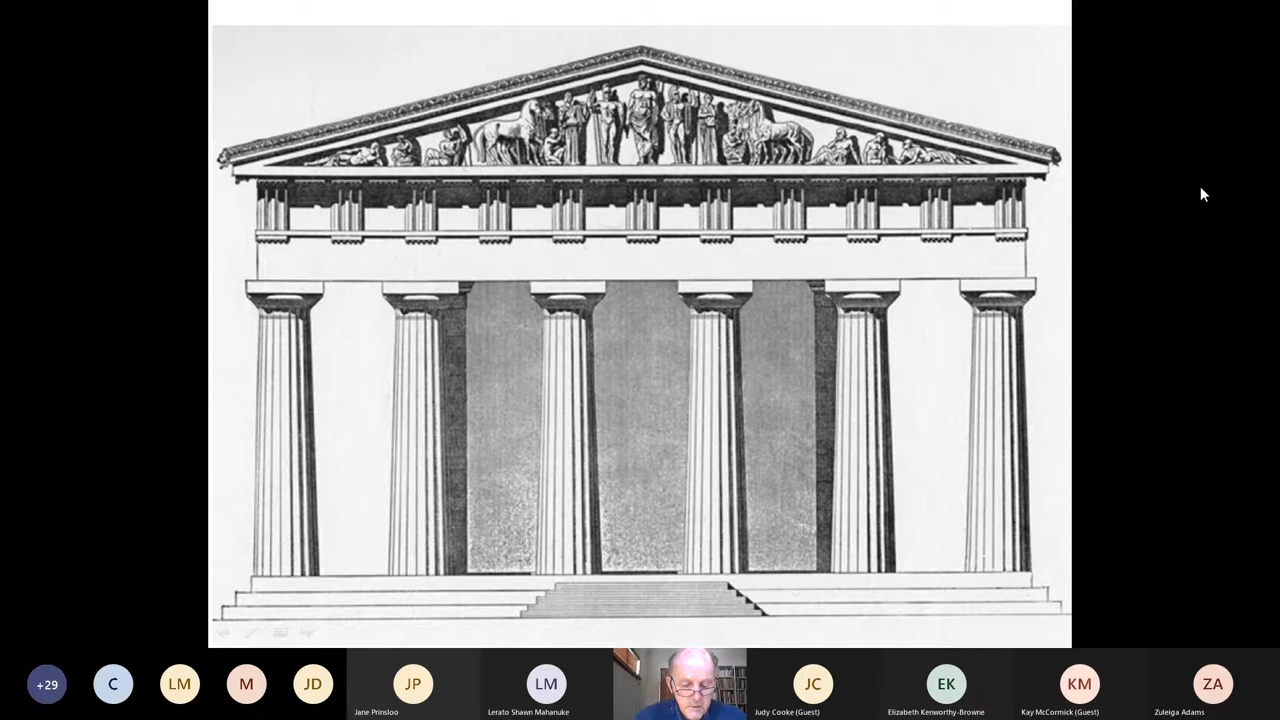 +29
C
LM
M
JD
JP
Jane Prinsloo
LM
Lerato Shawn Mahanuke
JC
Judy Cooke (Guest)
EK
Elizabeth Kenworthy-Browne
KM
Kay McCormick (Guest)
ZA
Zuleiga Adams